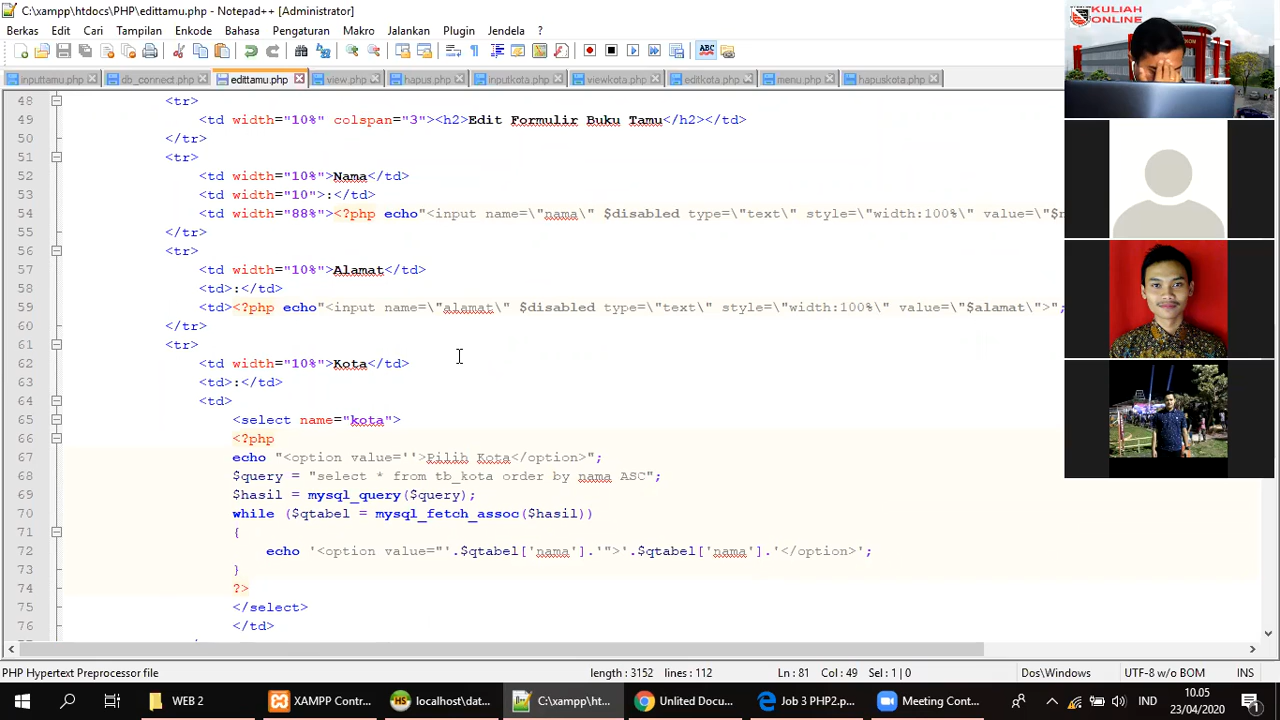 C:\xampp\htdocs\PHP\edittamu.php - Notepad++ [Administrator]
Berkas Edit Cari Tampilan Enkode Bahasa Pengaturan Makro Jalankan Plugin Jendela ?
inputtamu.php db_connect.php edittamu.php view.php hapus.php inputkota.php viewkota.php editkota.php menu.php hapuskota.php
48 <tr>
49 <td width="10%" colspan="3"><h2>Edit Formulir Buku Tamu</h2></td>
50 </tr>
51 <tr>
52 <td width="10%">Nama</td>
53 <td width="10">:</td>
54 <td width="88%"><?php echo"<input name=\"nama\" $disabled type=\"text\" style=\"width:100%\" value=\"$n
55 </tr>
56 <tr>
57 <td width="10%">Alamat</td>
58 <td>:</td>
59 <td><?php echo"<input name=\"alamat\" $disabled type=\"text\" style=\"width:100%\" value=\"$alamat\">";
60 </tr>
61 <tr>
62 <td width="10%">Kota</td>
63 <td>:</td>
64 <td>
65 <select name="kota">
66 <?php
67 echo "<option value=''>Pilih Kota</option>";
68 $query = "select * from tb_kota order by nama ASC";
69 $hasil = mysql_query($query);
70 while ($qtabel = mysql_fetch_assoc($hasil))
71 {
72 echo '<option value="'.$qtabel['nama'].'">'.$qtabel['nama'].'</option>';
73 }
74 ?>
75 </select>
76 </td>
KULIAH
ONLINE
PHP Hypertext Preprocessor file length : 3152 lines : 112 Ln : 81 Col : 49 Sel : 1 | 0 Dos\Windows UTF-8 w/o BOM INS
WEB 2 XAMPP Contr... localhost/dat... C:\xampp\ht... Unlited Docu... Job 3 PHP2.p... Meeting Con... IND 10.05
23/04/2020